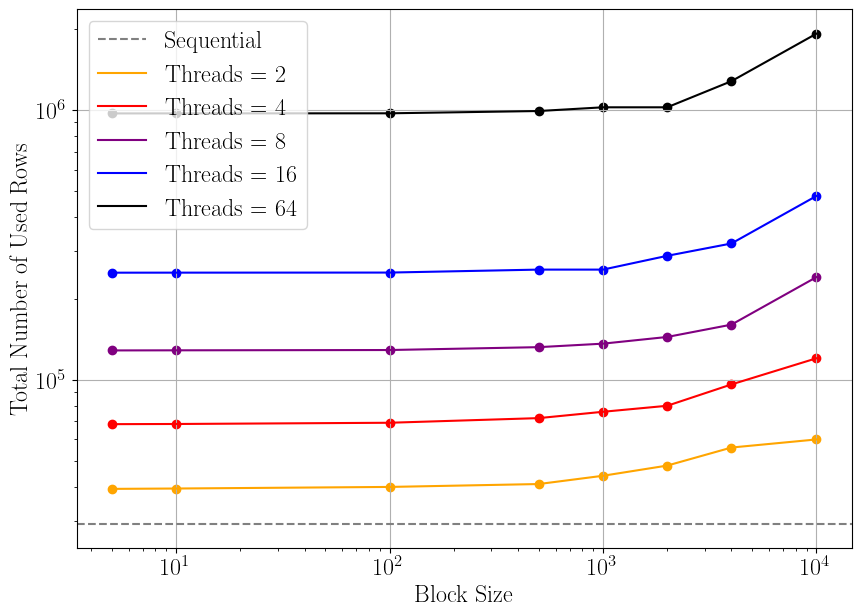 Sequential
Threads = 2
Threads = 4
Threads = 8
Threads = 16
Threads = 64
10^6
10^5
Total Number of Used Rows
10^1 10^2 10^3 10^4
Block Size